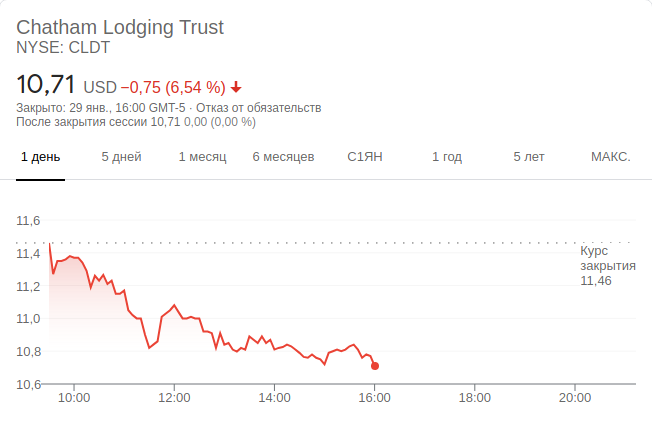 Chatham Lodging Trust
NYSE: CLDT
10,71 USD −0,75 (6,54 %)
Закрыто: 29 янв., 16:00 GMT-5 · Отказ от обязательств
После закрытия сессии 10,71 0,00 (0,00 %)
1 день 5 дней 1 месяц 6 месяцев С1ЯН 1 год 5 лет МАКС.
11,6
11,4
11,2
11,0
10,8
10,6
Курс
закрытия
11,46
10:00 12:00 14:00 16:00 18:00 20:00